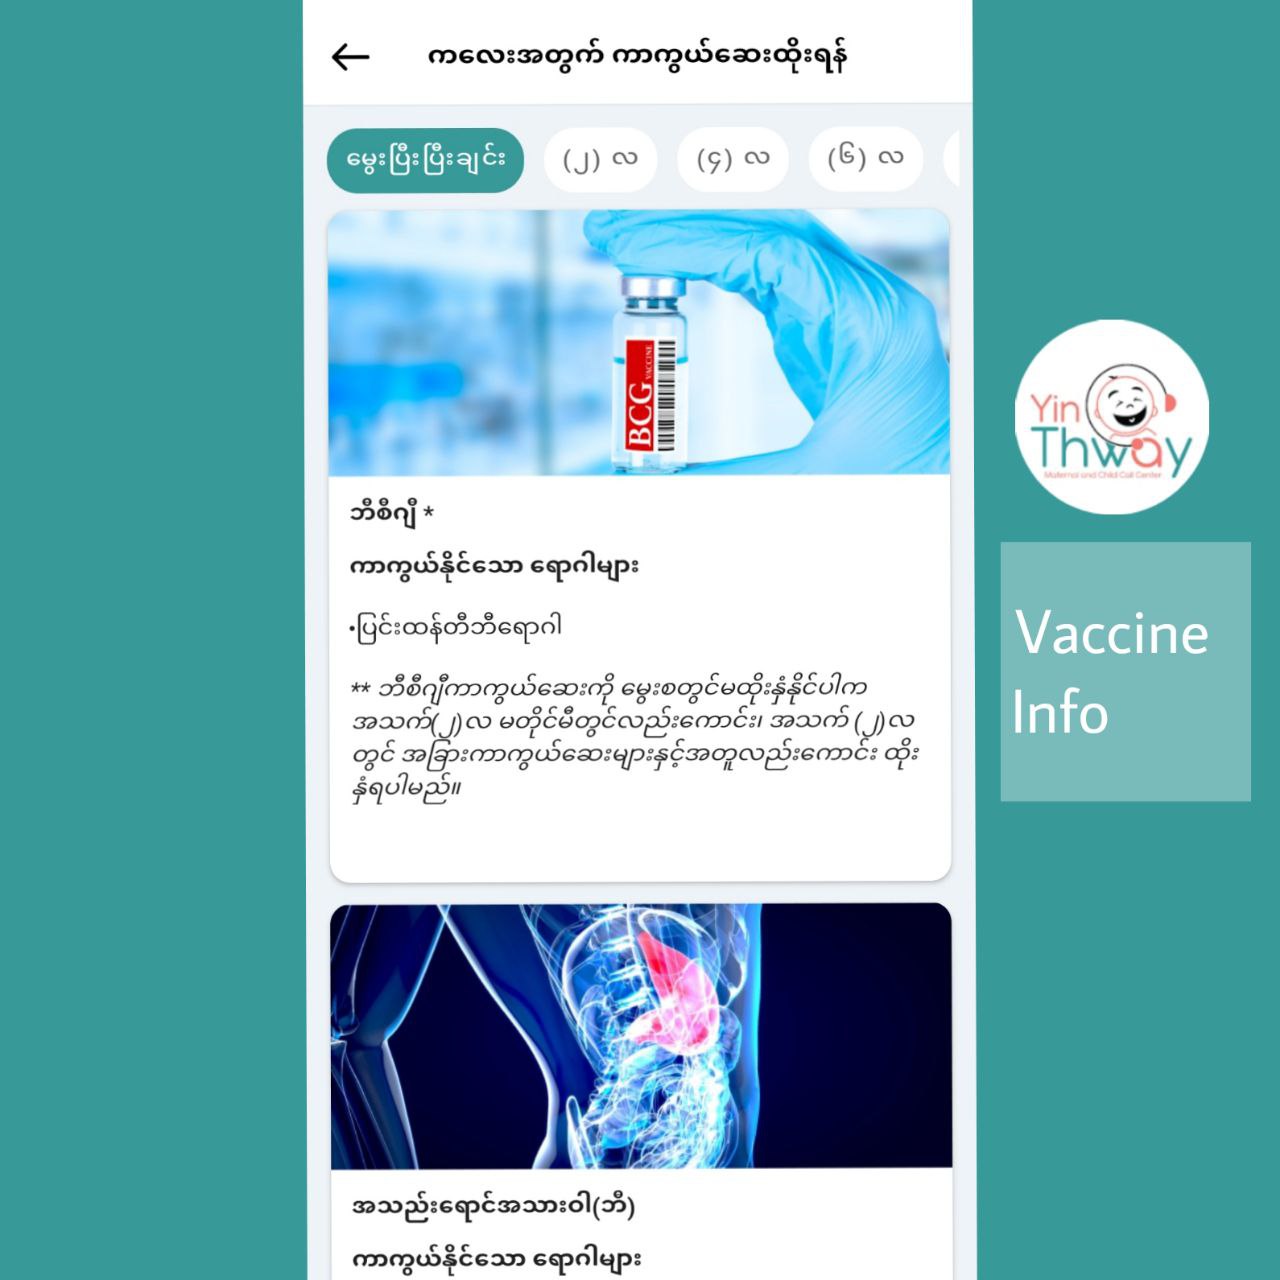 ကလေးအတွက် ကာကွယ်ဆေးထိုးရန်
မွေးပြီးပြီးချင်း
(၂) လ
(၄) လ
(၆) လ
BCG VACCINE
ဘီစီဂျီ *
ကာကွယ်နိုင်သော ရောဂါများ
•ပြင်းထန်တီဘီရောဂါ
** ဘီစီဂျီကာကွယ်ဆေးကို မွေးစတွင်မထိုးနှံနိုင်ပါက
အသက်(၂)လ မတိုင်မီတွင်လည်းကောင်း၊ အသက် (၂)လ
တွင် အခြားကာကွယ်ဆေးများနှင့်အတူလည်းကောင်း ထိုး
နှံရပါမည်။
အသည်းရောင်အသားဝါ(ဘီ)
ကာကွယ်နိုင်သော ရောဂါများ
Yin
Thway
Maternal and Child Call Center
Vaccine
Info